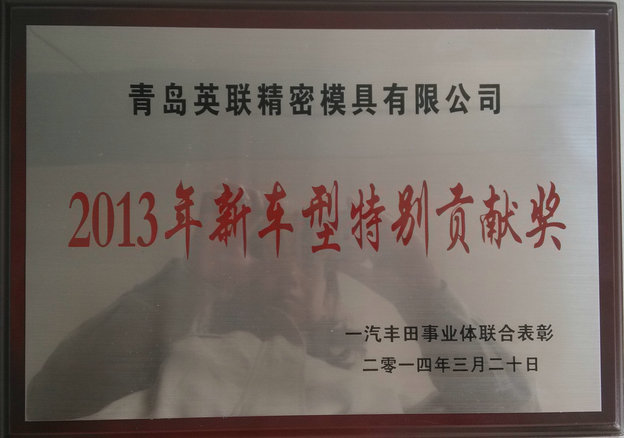 青岛英联精密模具有限公司
2013年新车型特别贡献奖
一汽丰田事业体联合表彰
二零一四年三月二十日